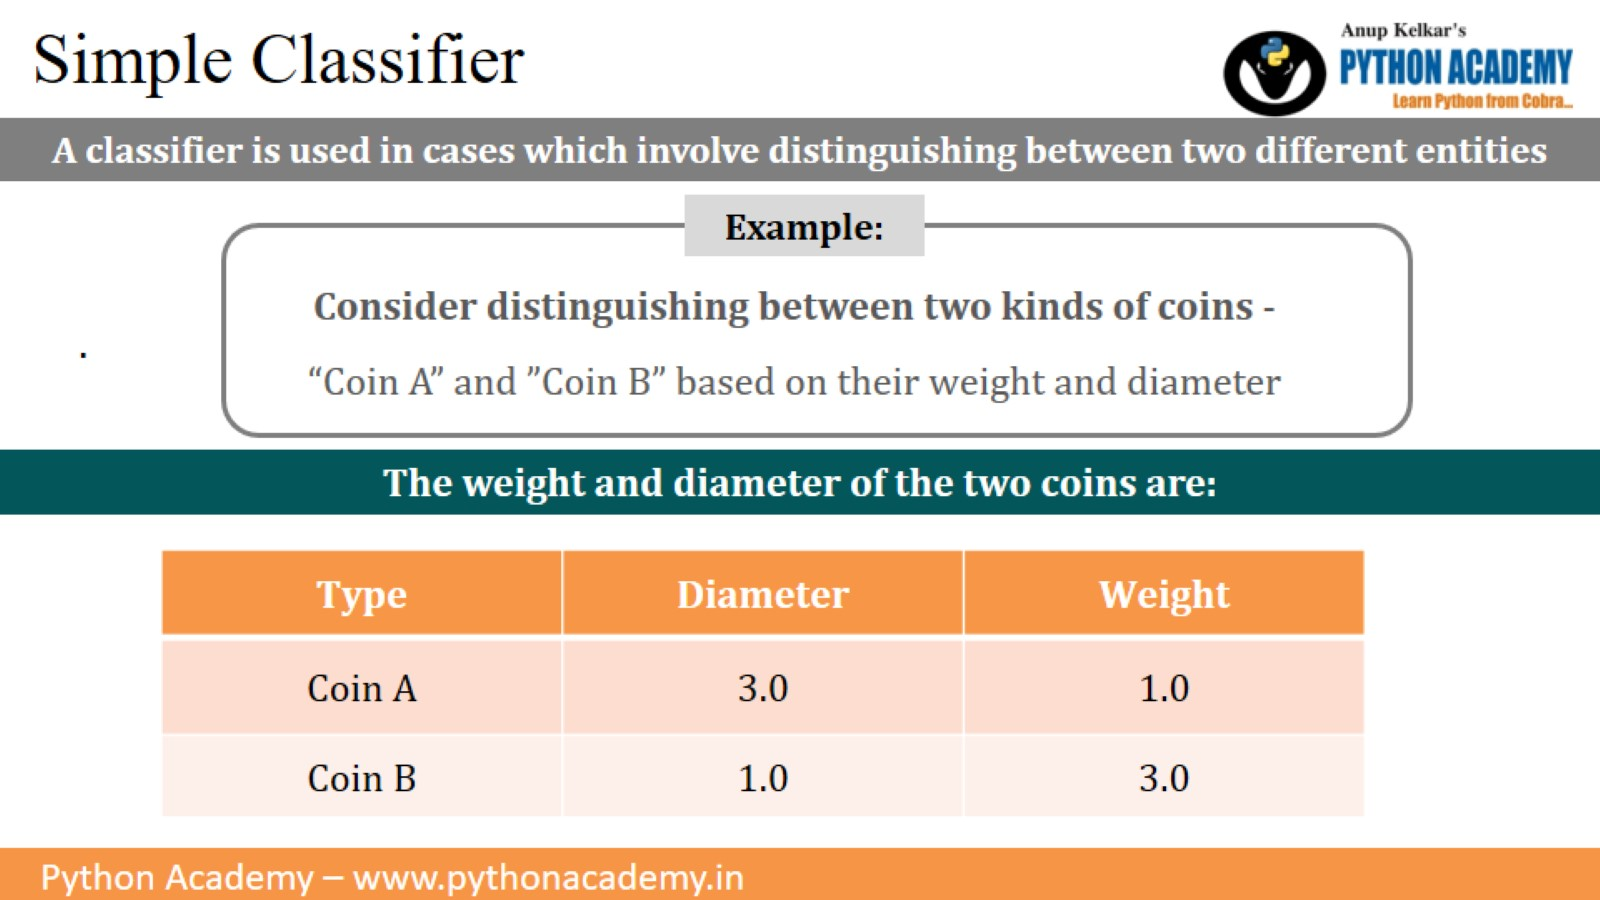 Simple Classifier
Anup Kelkar's
PYTHON ACADEMY
Learn Python from Cobra...
A classifier is used in cases which involve distinguishing between two different entities
Example:
Consider distinguishing between two kinds of coins -
“Coin A” and ”Coin B” based on their weight and diameter
.
The weight and diameter of the two coins are:
Type Diameter Weight
Coin A 3.0 1.0
Coin B 1.0 3.0
Python Academy – www.pythonacademy.in